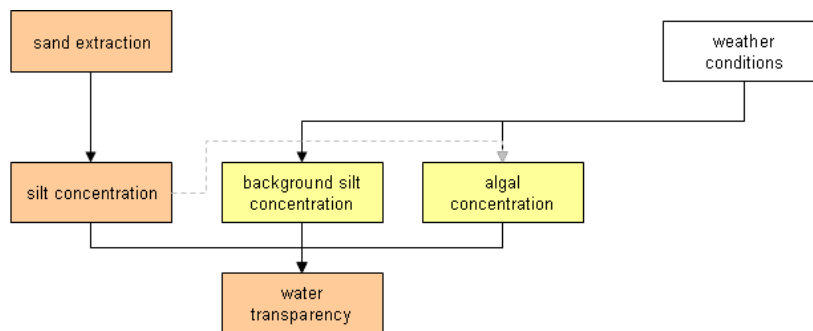 sand extraction
weather
conditions
silt concentration
background silt
concentration
algal
concentration
water
transparency